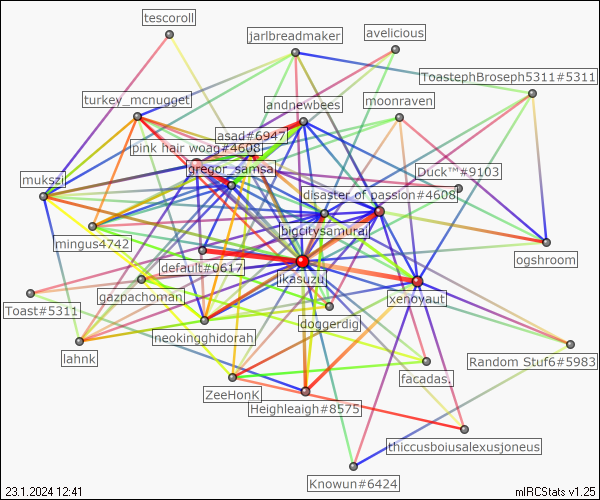 tescoroll
jarlbreadmaker
avelicious
ToastephBroseph5311#5311
turkey_mcnugget
andnewbees
moonraven
asad#6947
pink hair woag#4608
gregor_samsa
Duck™#9103
mukszi
disaster of passion#4608
bigcitysamurai
mingus4742
ogshroom
default#0617
jikasuzu
gazpachoman
xenoyaut
Toast#5311
doggerdig
neokingghidorah
lahnk
Random Stuf6#5983
facadas.
ZeeHonK
Heighleaigh#8575
thiccusboiusalexusjoneus
Knowun#6424
23.1.2024 12:41
mIRCStats v1.25